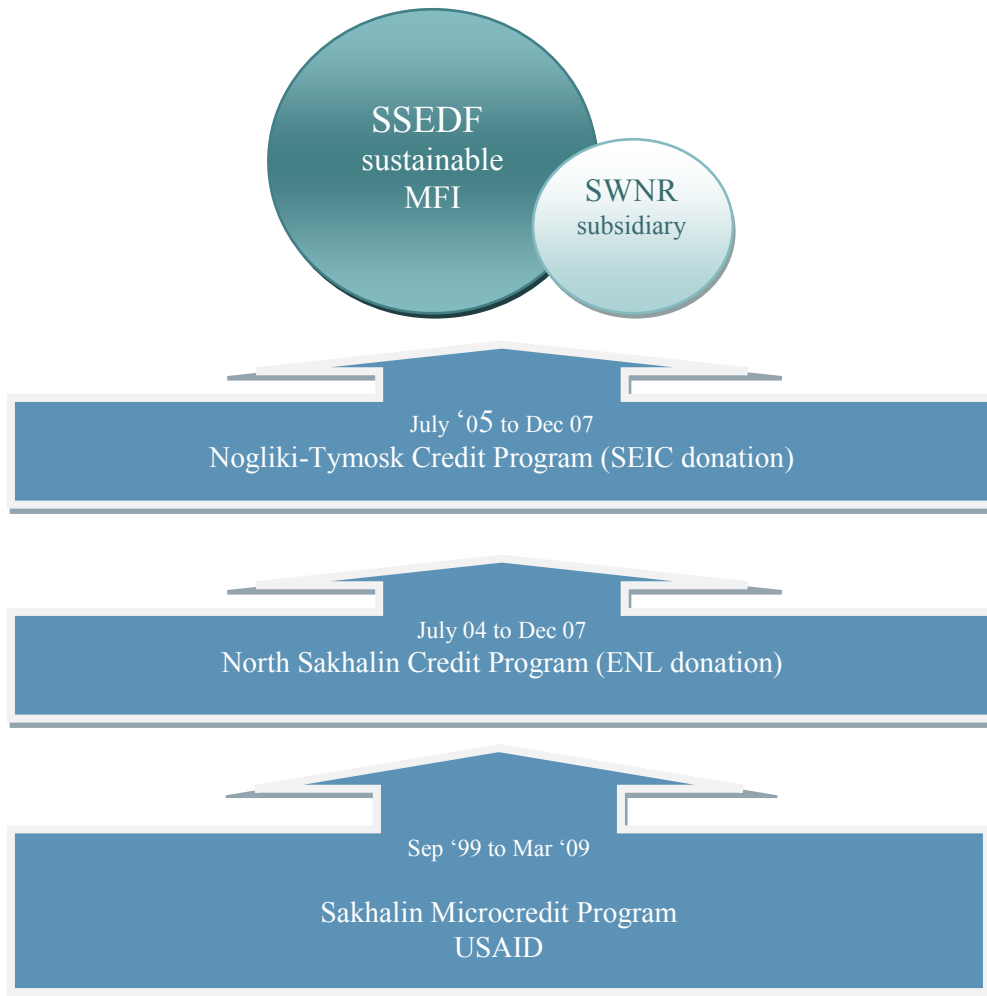 SSEDF
sustainable
MFI
SWNR
subsidiary
July ‘05 to Dec 07
Nogliki-Tymosk Credit Program (SEIC donation)
July 04 to Dec 07
North Sakhalin Credit Program (ENL donation)
Sep ‘99 to Mar ‘09
Sakhalin Microcredit Program
USAID